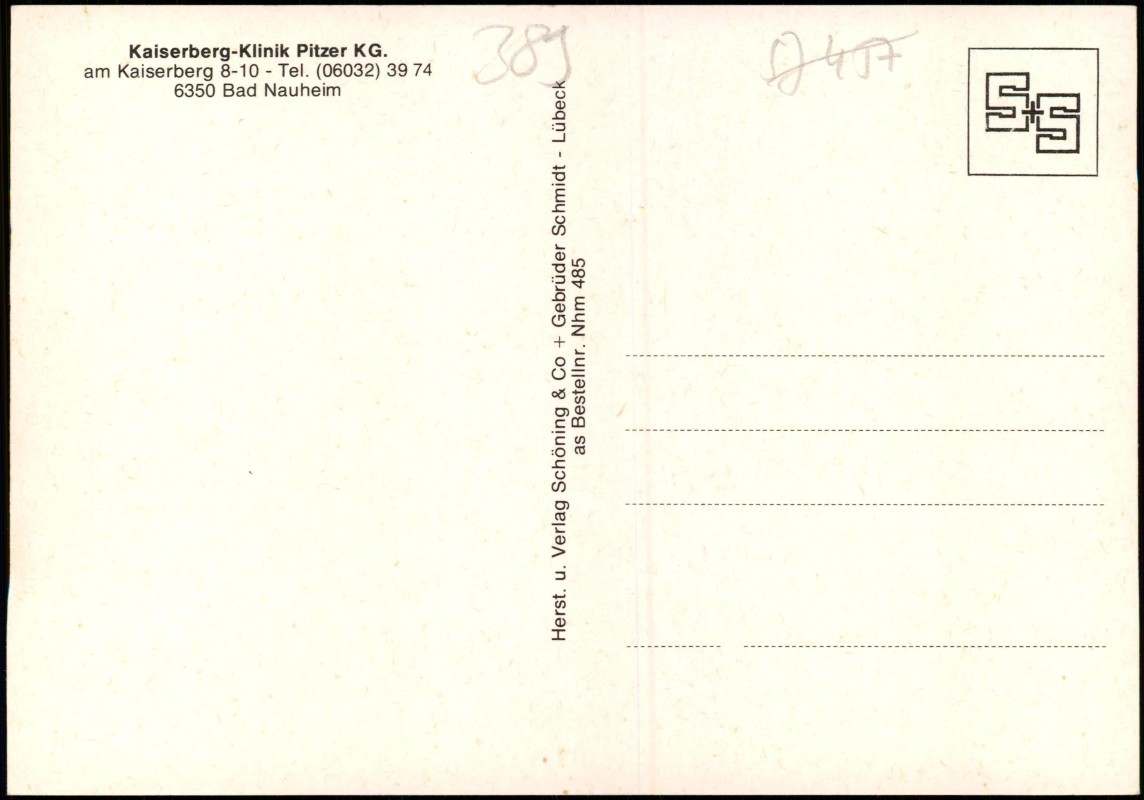 Kaiserberg-Klinik Pitzer KG.
am Kaiserberg 8-10 - Tel. (06032) 39 74
6350 Bad Nauheim
389
Herst. u. Verlag Schöning & Co + Gebrüder Schmidt - Lübeck
as Bestellnr. Nhm 485
S+S